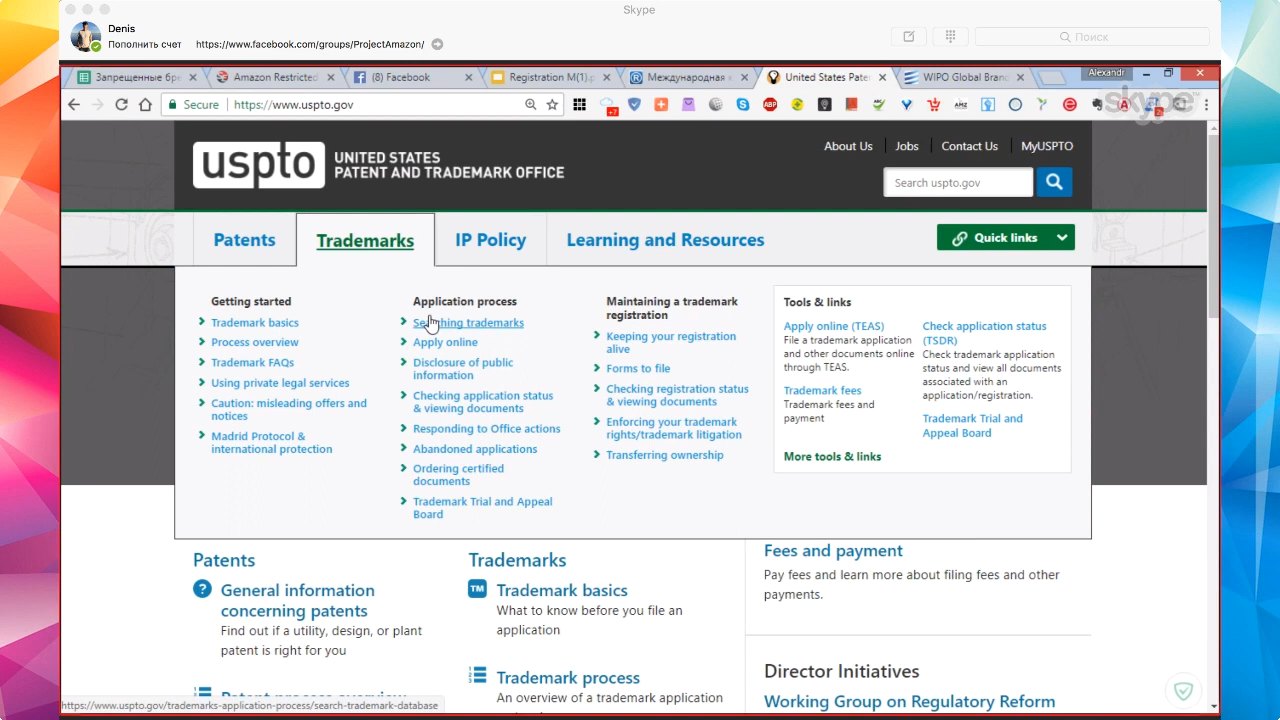 Skype
Denis
Пополнить счет https://www.facebook.com/groups/ProjectAmazon/
Поиск
Запрещенные бре
Amazon Restricted
(8) Facebook
Registration M(1).p
Международная к
United States Pate
WIPO Global Bran
Alexandr
Secure https://www.uspto.gov
skype™
uspto UNITED STATES
PATENT AND TRADEMARK OFFICE
About Us Jobs Contact Us MyUSPTO
Search uspto.gov
Patents Trademarks IP Policy Learning and Resources Quick links
Getting started
Trademark basics
Process overview
Trademark FAQs
Using private legal services
Caution: misleading offers and
notices
Madrid Protocol &
international protection
Application process
Searching trademarks
Apply online
Disclosure of public
information
Checking application status
& viewing documents
Responding to Office actions
Abandoned applications
Ordering certified
documents
Trademark Trial and Appeal
Board
Maintaining a trademark
registration
Keeping your registration
alive
Forms to file
Checking registration status
& viewing documents
Enforcing your trademark
rights/trademark litigation
Transferring ownership
Tools & links
Apply online (TEAS)
File a trademark application
and other documents online
through TEAS.
Trademark fees
Trademark fees and
payment
Check application status
(TSDR)
Check trademark application
status and view all documents
associated with an
application/registration.
Trademark Trial and
Appeal Board
More tools & links
Patents
General information
concerning patents
Find out if a utility, design, or plant
patent is right for you
Patent process overview
Trademarks
TM Trademark basics
What to know before you file an
application
Trademark process
An overview of a trademark application
Fees and payment
Pay fees and learn more about filing fees and other
payments.
Director Initiatives
Working Group on Regulatory Reform
https://www.uspto.gov/trademarks-application-process/search-trademark-database